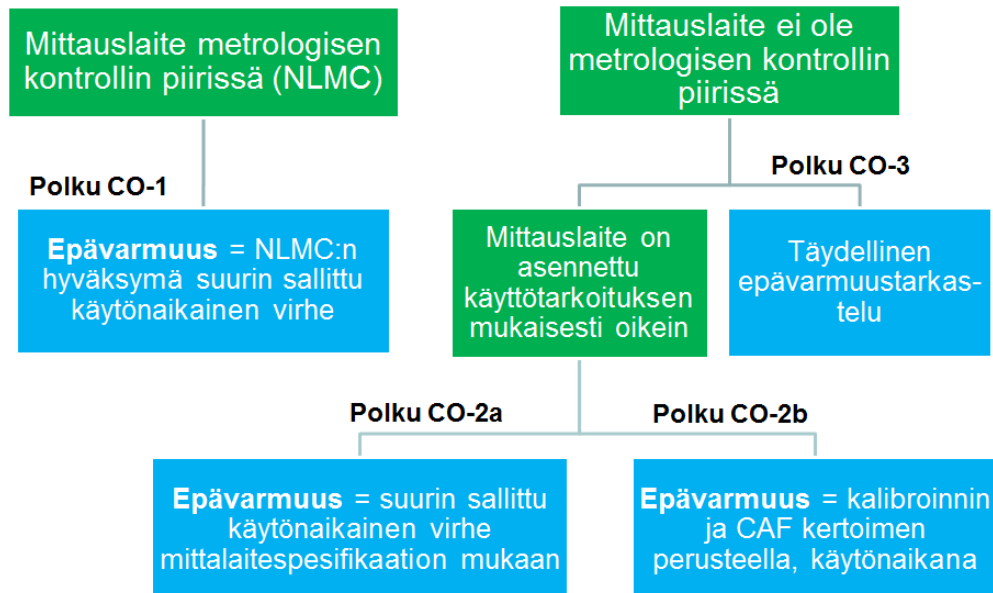 Mittauslaite metrologisen
kontrollin piirissä (NLMC)
Mittauslaite ei ole
metrologisen kontrollin
piirissä
Polku CO-1
Polku CO-3
Epävarmuus = NLMC:n
hyväksymä suurin sallittu
käytönaikainen virhe
Mittauslaite on
asennettu
käyttötarkoituksen
mukaisesti oikein
Täydellinen
epävarmuustarkas-
telu
Polku CO-2a
Polku CO-2b
Epävarmuus = suurin sallittu
käytönaikainen virhe
mittalaitespesifikaation mukaan
Epävarmuus = kalibroinnin
ja CAF kertoimen
perusteella, käytönaikana